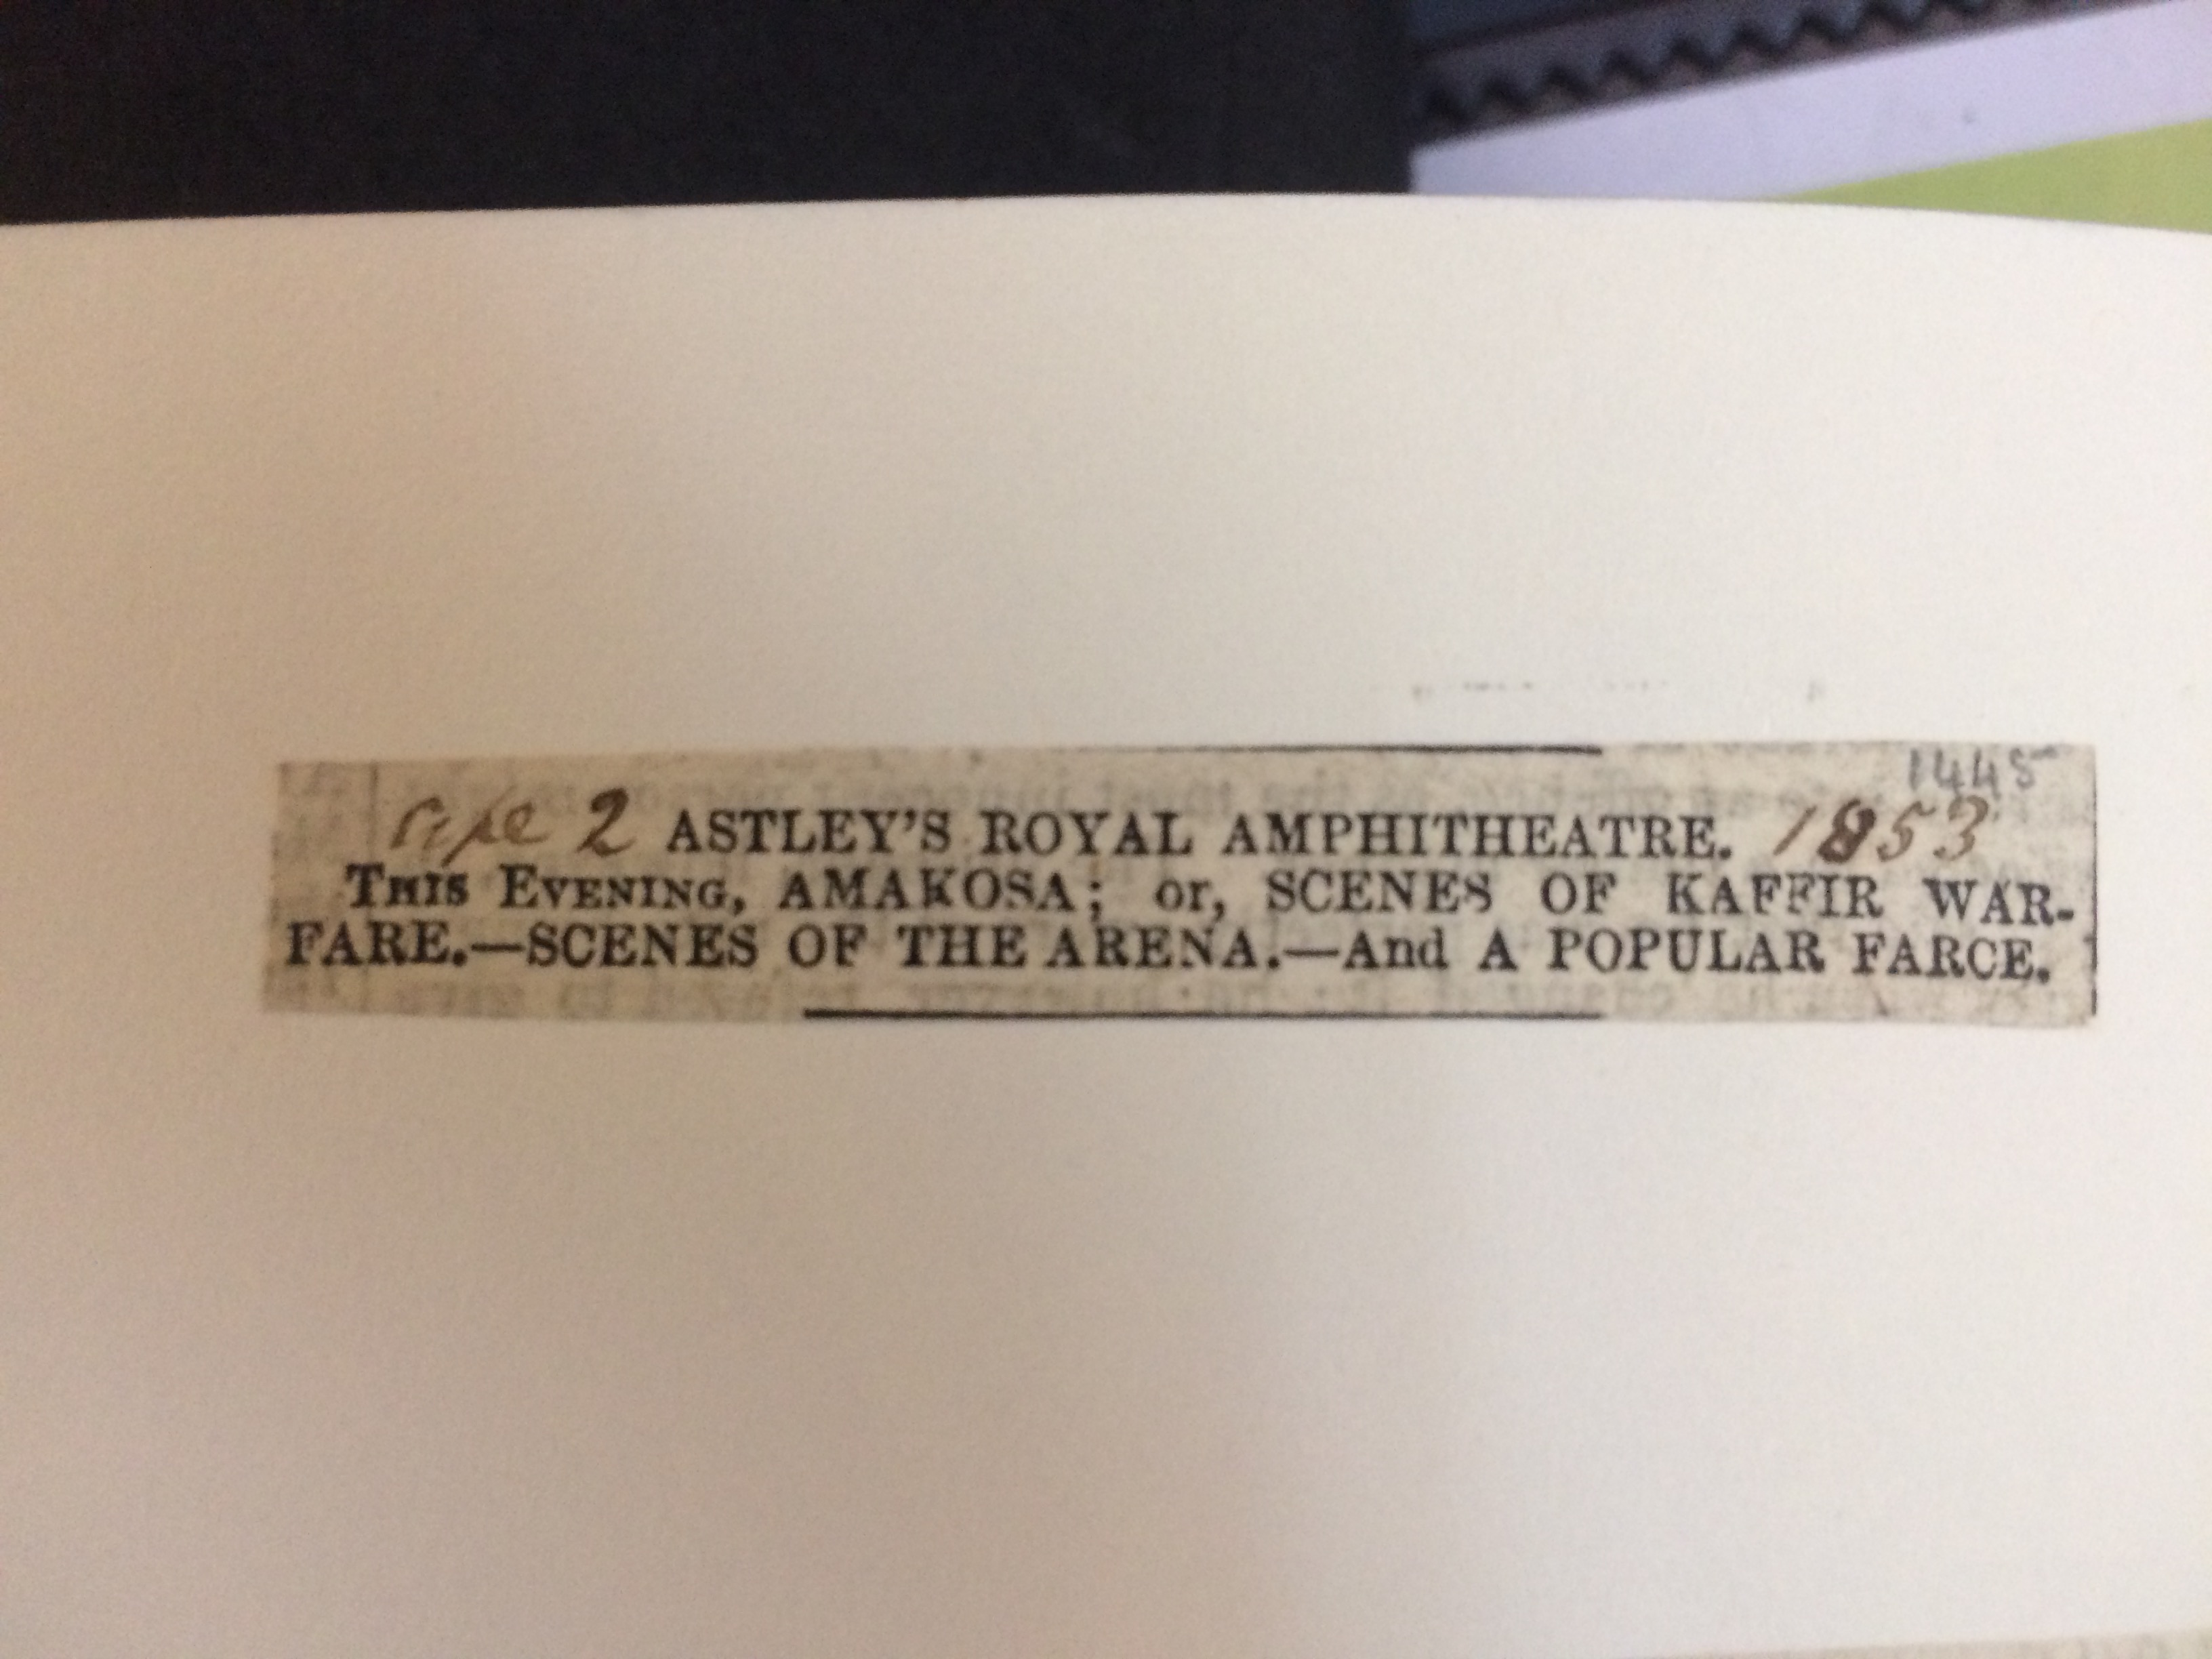 1445
2 ASTLEY'S ROYAL AMPHITHEATRE. 1853
THIS EVENING, AMAKOSA; or, SCENES OF KAFFIR WAR-
FARE.—SCENES OF THE ARENA.—And A POPULAR FARCE.